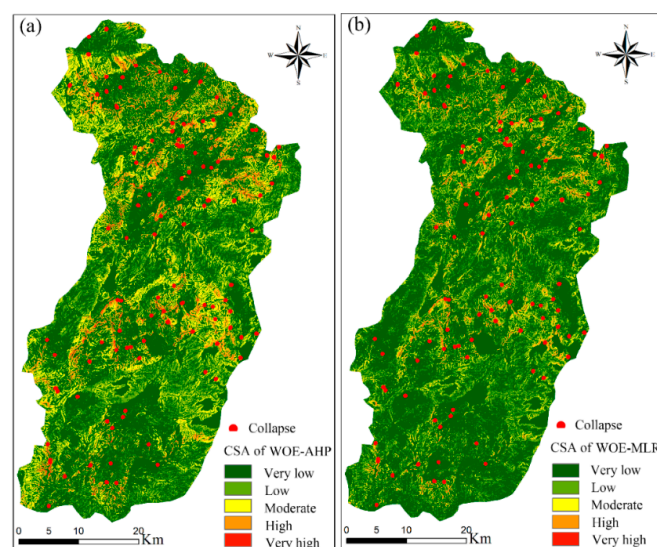 (a)
N
W
E
S
Collapse
CSA of WOE-AHP
Very low
Low
Moderate
High
Very high
0 5 10 20
Km
(b)
N
W
E
S
Collapse
CSA of WOE-MLR
Very low
Low
Moderate
High
Very high
0 5 10 20
Km